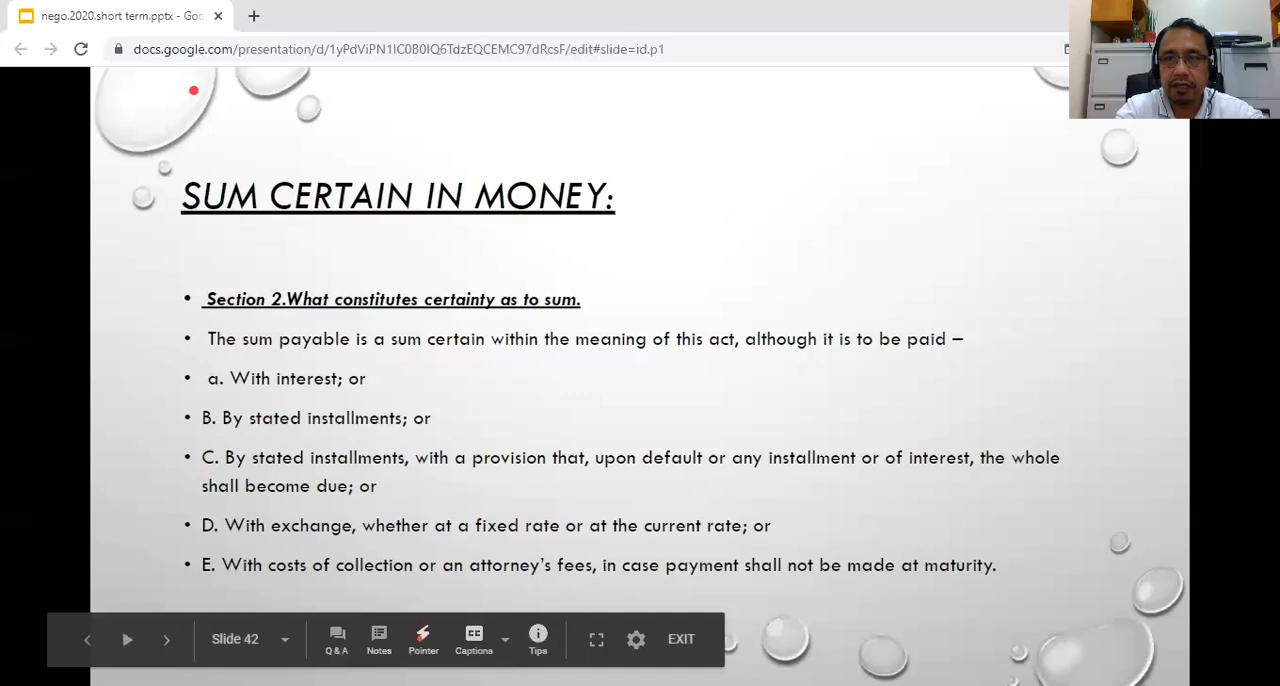 nego.2020.short term.pptx - Goo
docs.google.com/presentation/d/1yPdViPN1IC0B0IQ6TdzEQCEMC97dRcsF/edit#slide=id.p1
SUM CERTAIN IN MONEY:
• Section 2.What constitutes certainty as to sum.
• The sum payable is a sum certain within the meaning of this act, although it is to be paid –
• a. With interest; or
• B. By stated installments; or
• C. By stated installments, with a provision that, upon default or any installment or of interest, the whole
shall become due; or
• D. With exchange, whether at a fixed rate or at the current rate; or
• E. With costs of collection or an attorney's fees, in case payment shall not be made at maturity.
Slide 42
Q & A Notes Pointer Captions Tips EXIT